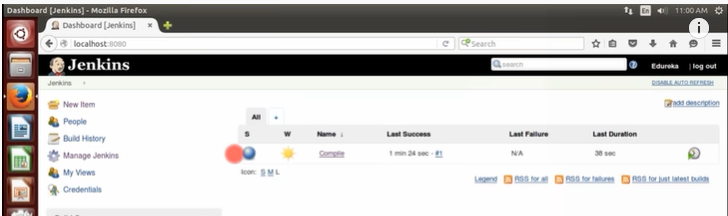 Dashboard [Jenkins] - Mozilla Firefox En 11:00 AM
Dashboard [Jenkins] × +
localhost:8080 Search
Jenkins search Edureka | log out
Jenkins DISABLE AUTO REFRESH
New Item add description
People
Build History
Manage Jenkins
My Views
Credentials
All +
S W Name ↓ Last Success Last Failure Last Duration
Compile 1 min 24 sec - #1 N/A 38 sec
Icon: S M L
Legend RSS for all RSS for failures RSS for just latest builds